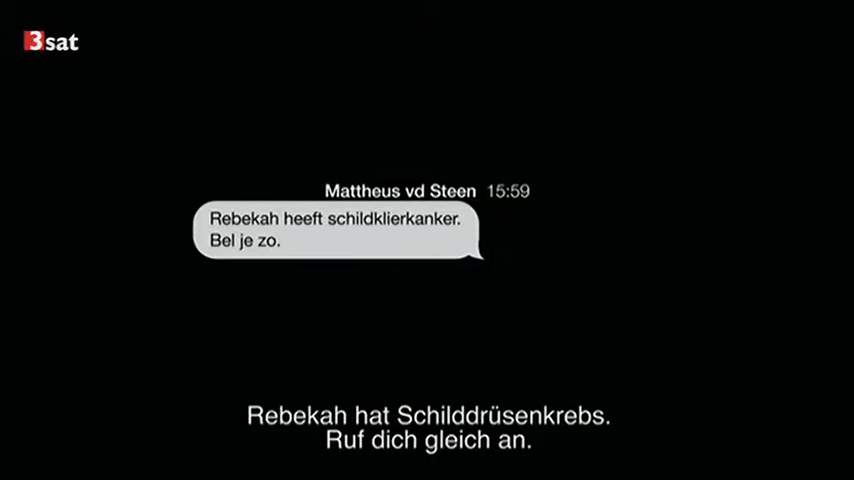 3sat
Mattheus vd Steen 15:59
Rebekah heeft schildklierkanker.
Bel je zo.
Rebekah hat Schilddrüsenkrebs.
Ruf dich gleich an.